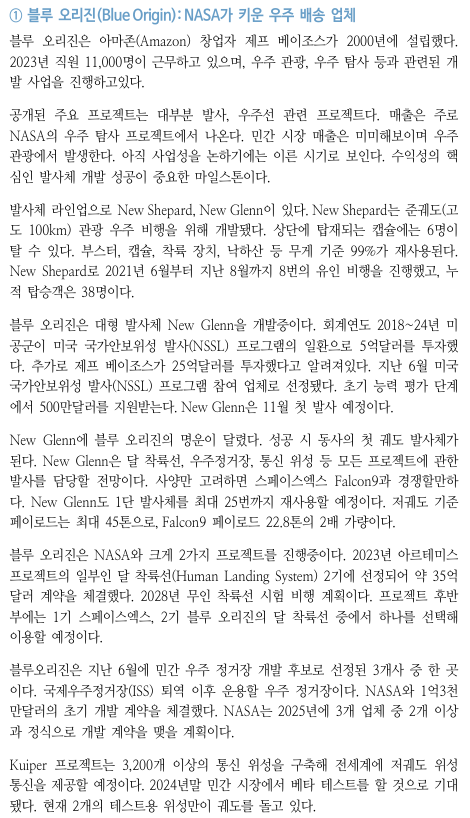 ① 블루 오리진(Blue Origin): NASA가 키운 우주 배송 업체
블루 오리진은 아마존(Amazon) 창업자 제프 베이조스가 2000년에 설립했다.
2023년 직원 11,000명이 근무하고 있으며, 우주 관광, 우주 탐사 등과 관련된 개
발 사업을 진행하고있다.
공개된 주요 프로젝트는 대부분 발사, 우주선 관련 프로젝트다. 매출은 주로
NASA의 우주 탐사 프로젝트에서 나온다. 민간 시장 매출은 미미해보이며 우주
관광에서 발생한다. 아직 사업성을 논하기에는 이른 시기로 보인다. 수익성의 핵
심인 발사체 개발 성공이 중요한 마일스톤이다.
발사체 라인업으로 New Shepard, New Glenn이 있다. New Shepard는 준궤도(고
도 100km) 관광 우주 비행을 위해 개발됐다. 상단에 탑재되는 캡슐에는 6명이
탈 수 있다. 부스터, 캡슐, 착륙 장치, 낙하산 등 무게 기준 99%가 재사용된다.
New Shepard로 2021년 6월부터 지난 8월까지 8번의 유인 비행을 진행했고, 누
적 탑승객은 38명이다.
블루 오리진은 대형 발사체 New Glenn을 개발중이다. 회계연도 2018~24년 미
공군이 미국 국가안보위성 발사(NSSL) 프로그램의 일환으로 5억달러를 투자했
다. 추가로 제프 베이조스가 25억달러를 투자했다고 알려져있다. 지난 6월 미국
국가안보위성 발사(NSSL) 프로그램 참여 업체로 선정됐다. 초기 능력 평가 단계
에서 500만달러를 지원받는다. New Glenn은 11월 첫 발사 예정이다.
New Glenn에 블루 오리진의 명운이 달렸다. 성공 시 동사의 첫 궤도 발사체가
된다. New Glenn은 달 착륙선, 우주정거장, 통신 위성 등 모든 프로젝트에 관한
발사를 담당할 전망이다. 사양만 고려하면 스페이스엑스 Falcon9과 경쟁할만하
다. New Glenn도 1단 발사체를 최대 25번까지 재사용할 예정이다. 저궤도 기준
페이로드는 최대 45톤으로, Falcon9 페이로드 22.8톤의 2배 가량이다.
블루 오리진은 NASA와 크게 2가지 프로젝트를 진행중이다. 2023년 아르테미스
프로젝트의 일부인 달 착륙선(Human Landing System) 2기에 선정되어 약 35억
달러 계약을 체결했다. 2028년 무인 착륙선 시험 비행 계획이다. 프로젝트 후반
부에는 1기 스페이스엑스, 2기 블루 오리진의 달 착륙선 중에서 하나를 선택해
이용할 예정이다.
블루오리진은 지난 6월에 민간 우주 정거장 개발 후보로 선정된 3개사 중 한 곳
이다. 국제우주정거장(ISS) 퇴역 이후 운용할 우주 정거장이다. NASA와 1억3천
만달러의 초기 개발 계약을 체결했다. NASA는 2025년에 3개 업체 중 2개 이상
과 정식으로 개발 계약을 맺을 계획이다.
Kuiper 프로젝트는 3,200개 이상의 통신 위성을 구축해 전세계에 저궤도 위성
통신을 제공할 예정이다. 2024년말 민간 시장에서 베타 테스트를 할 것으로 기대
됐다. 현재 2개의 테스트용 위성만이 궤도를 돌고 있다.